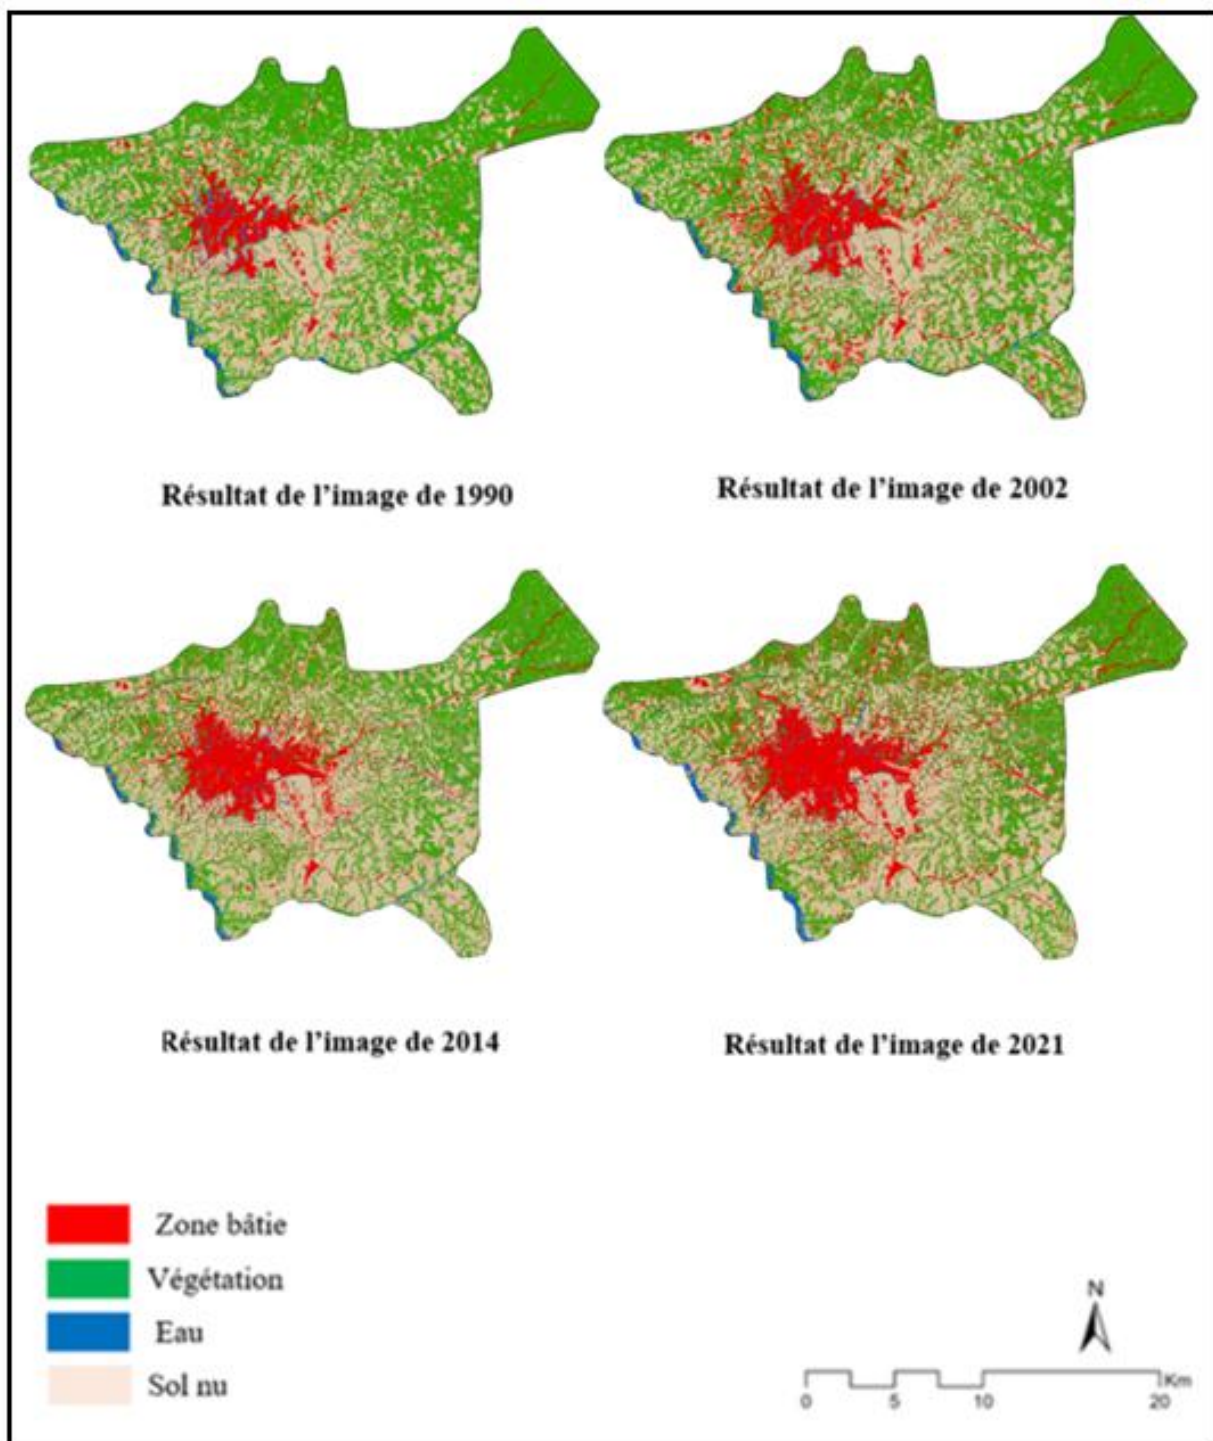 Résultat de l’image de 1990
Résultat de l’image de 2002
Résultat de l’image de 2014
Résultat de l’image de 2021
Zone bâtie
Végétation
Eau
Sol nu
N
Km
0 5 10 20